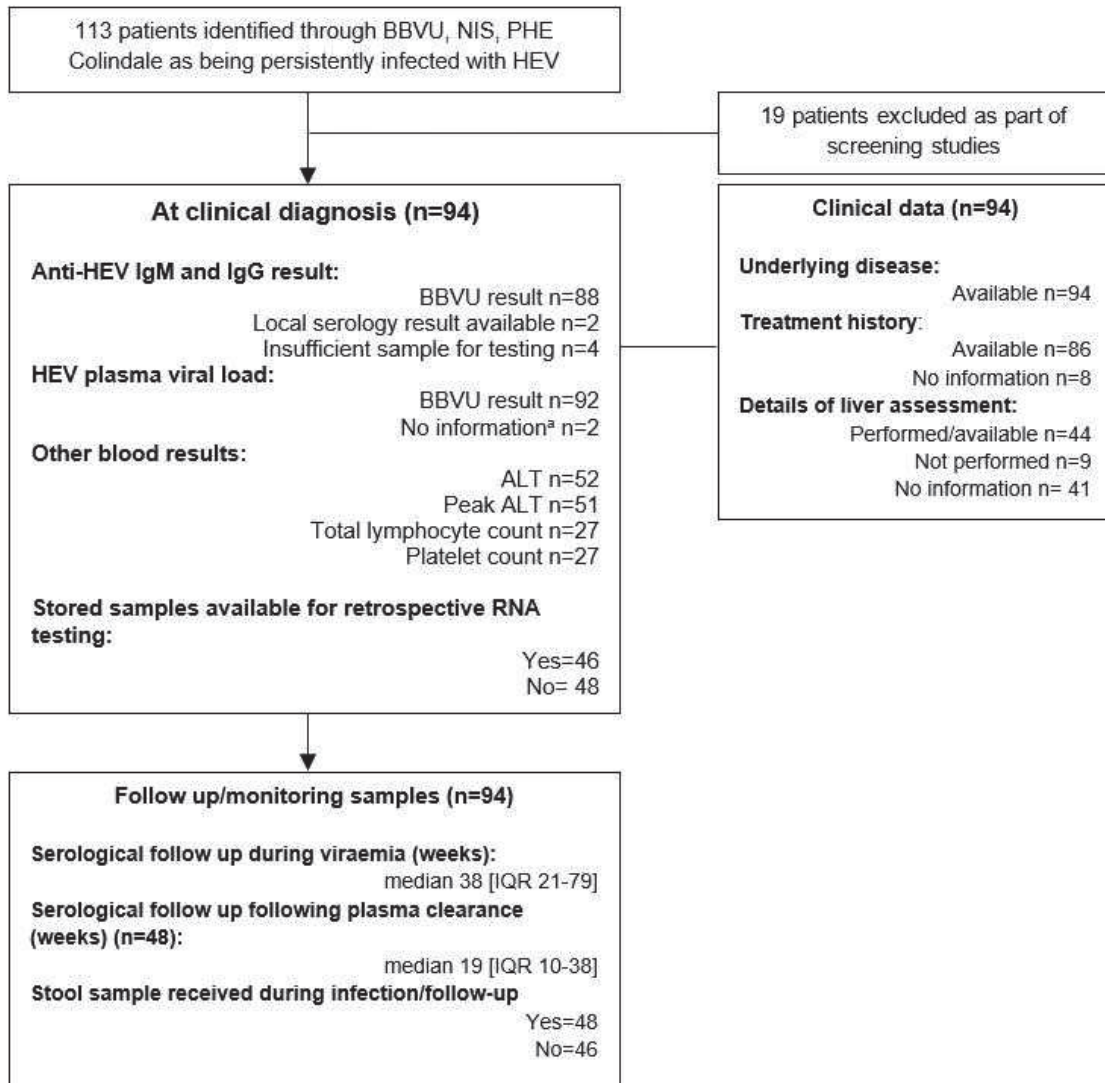 113 patients identified through BBVU, NIS, PHE
Colindale as being persistently infected with HEV
19 patients excluded as part of
screening studies
At clinical diagnosis (n=94)
Anti-HEV IgM and IgG result:
BBVU result n=88
Local serology result available n=2
Insufficient sample for testing n=4
HEV plasma viral load:
BBVU result n=92
No informationᵃ n=2
Other blood results:
ALT n=52
Peak ALT n=51
Total lymphocyte count n=27
Platelet count n=27
Stored samples available for retrospective RNA
testing:
Yes=46
No= 48
Clinical data (n=94)
Underlying disease:
Available n=94
Treatment history:
Available n=86
No information n=8
Details of liver assessment:
Performed/available n=44
Not performed n=9
No information n= 41
Follow up/monitoring samples (n=94)
Serological follow up during viraemia (weeks):
median 38 [IQR 21-79]
Serological follow up following plasma clearance
(weeks) (n=48):
median 19 [IQR 10-38]
Stool sample received during infection/follow-up
Yes=48
No=46